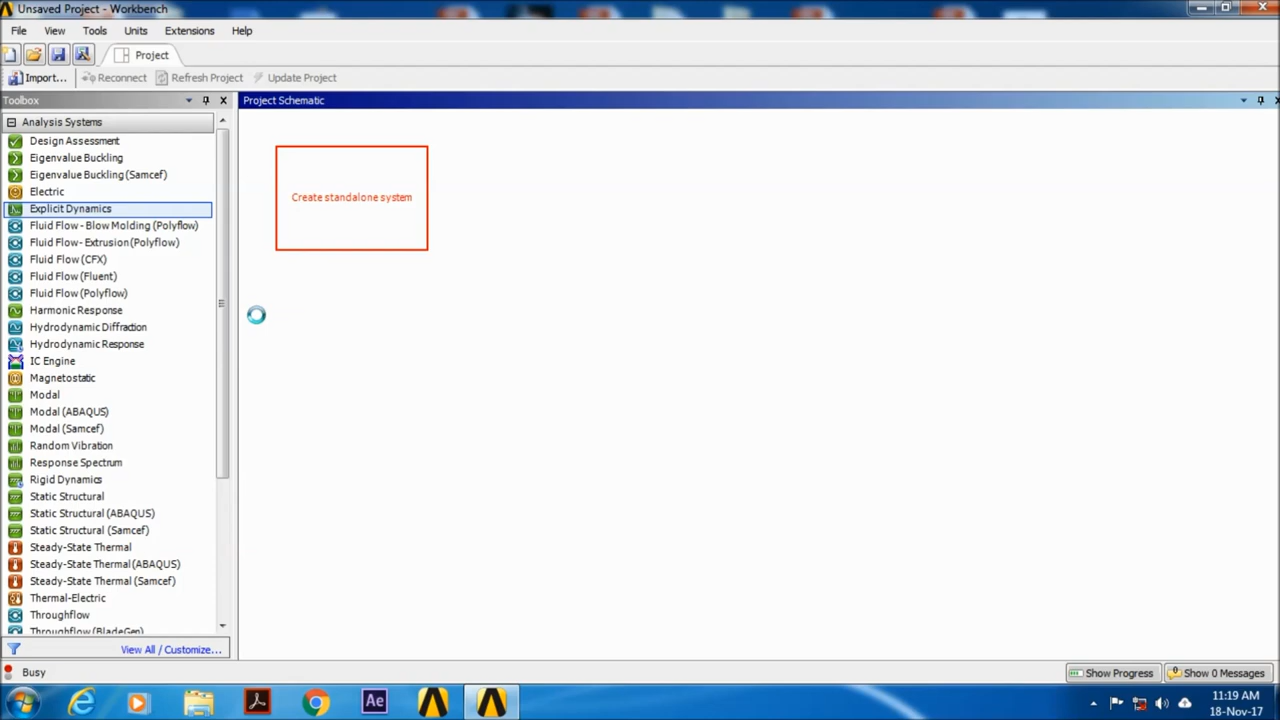 Unsaved Project - Workbench
File View Tools Units Extensions Help
Project
Import... Reconnect Refresh Project Update Project
Toolbox
Project Schematic
Analysis Systems
Design Assessment
Eigenvalue Buckling
Eigenvalue Buckling (Samcef)
Electric
Explicit Dynamics
Fluid Flow - Blow Molding (Polyflow)
Fluid Flow- Extrusion (Polyflow)
Fluid Flow (CFX)
Fluid Flow (Fluent)
Fluid Flow (Polyflow)
Harmonic Response
Hydrodynamic Diffraction
Hydrodynamic Response
IC Engine
Magnetostatic
Modal
Modal (ABAQUS)
Modal (Samcef)
Random Vibration
Response Spectrum
Rigid Dynamics
Static Structural
Static Structural (ABAQUS)
Static Structural (Samcef)
Steady-State Thermal
Steady-State Thermal (ABAQUS)
Steady-State Thermal (Samcef)
Thermal-Electric
Throughflow
Throughflow (BladeGen)
View All / Customize...
Create standalone system
Busy
Show Progress
Show 0 Messages
Ae
11:19 AM
18-Nov-17